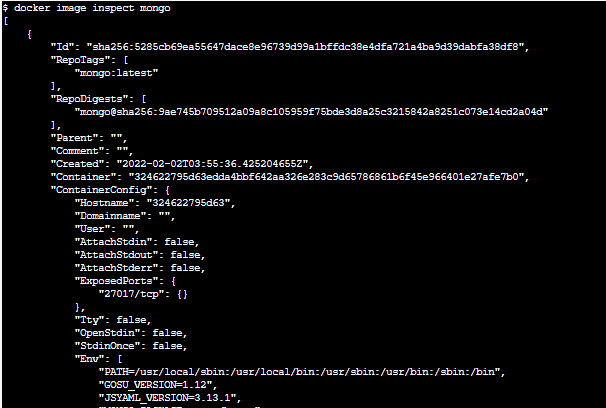 $ docker image inspect mongo
[
    {
        "Id": "sha256:5285cb69ea55647dace8e96739d99a1bffdc38e4dfa721a4ba9d39dabfa38df8",
        "RepoTags": [
            "mongo:latest"
        ],
        "RepoDigests": [
            "mongo@sha256:9ae745b709512a09a8c105959f75bde3d8a25c3215842a8251c073e14cd2a04d"
        ],
        "Parent": "",
        "Comment": "",
        "Created": "2022-02-02T03:55:36.425204655Z",
        "Container": "324622795d63edda4bbf642aa326e283c9d65786861b6f45e966401e27afe7b0",
        "ContainerConfig": {
            "Hostname": "324622795d63",
            "Domainname": "",
            "User": "",
            "AttachStdin": false,
            "AttachStdout": false,
            "AttachStderr": false,
            "ExposedPorts": {
                "27017/tcp": {}
            },
            "Tty": false,
            "OpenStdin": false,
            "StdinOnce": false,
            "Env": [
                "PATH=/usr/local/sbin:/usr/local/bin:/usr/sbin:/usr/bin:/sbin:/bin",
                "GOSU_VERSION=1.12",
                "JSYAML_VERSION=3.13.1",